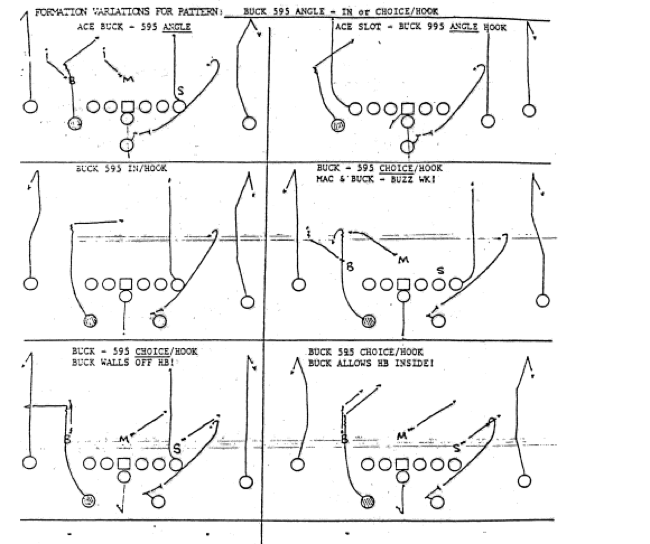 FORMATION VARIATIONS FOR PATTERN: BUCK 595 ANGLE - IN or CHOICE/HOOK
ACE BUCK - 595 ANGLE
ACE SLOT - BUCK 995 ANGLE HOOK
B
M
S
BUCK 595 IN/HOOK
BUCK - 595 CHOICE/HOOK
MAC & BUCK - BUZZ WK!
B
M
S
BUCK - 595 CHOICE/HOOK
BUCK WALLS OFF HB!
BUCK 595 CHOICE/HOOK
BUCK ALLOWS HB INSIDE!
B
M
S
B
M
S